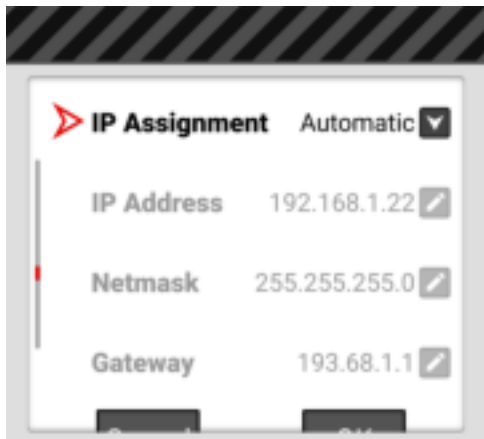 IP Assignment Automatic
IP Address 192.168.1.22
Netmask 255.255.255.0
Gateway 193.68.1.1